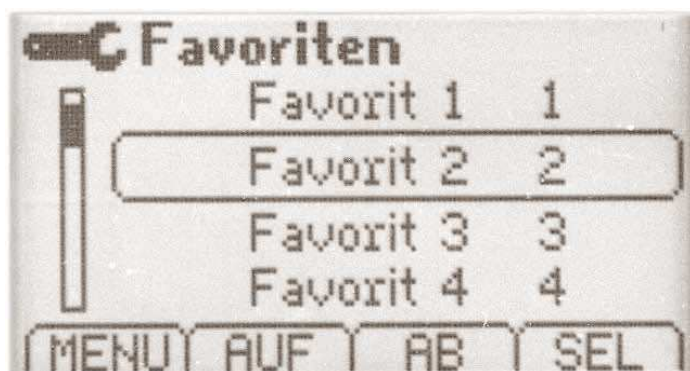 Favoriten
Favorit 1 1
Favorit 2 2
Favorit 3 3
Favorit 4 4
MENU AUF AB SEL